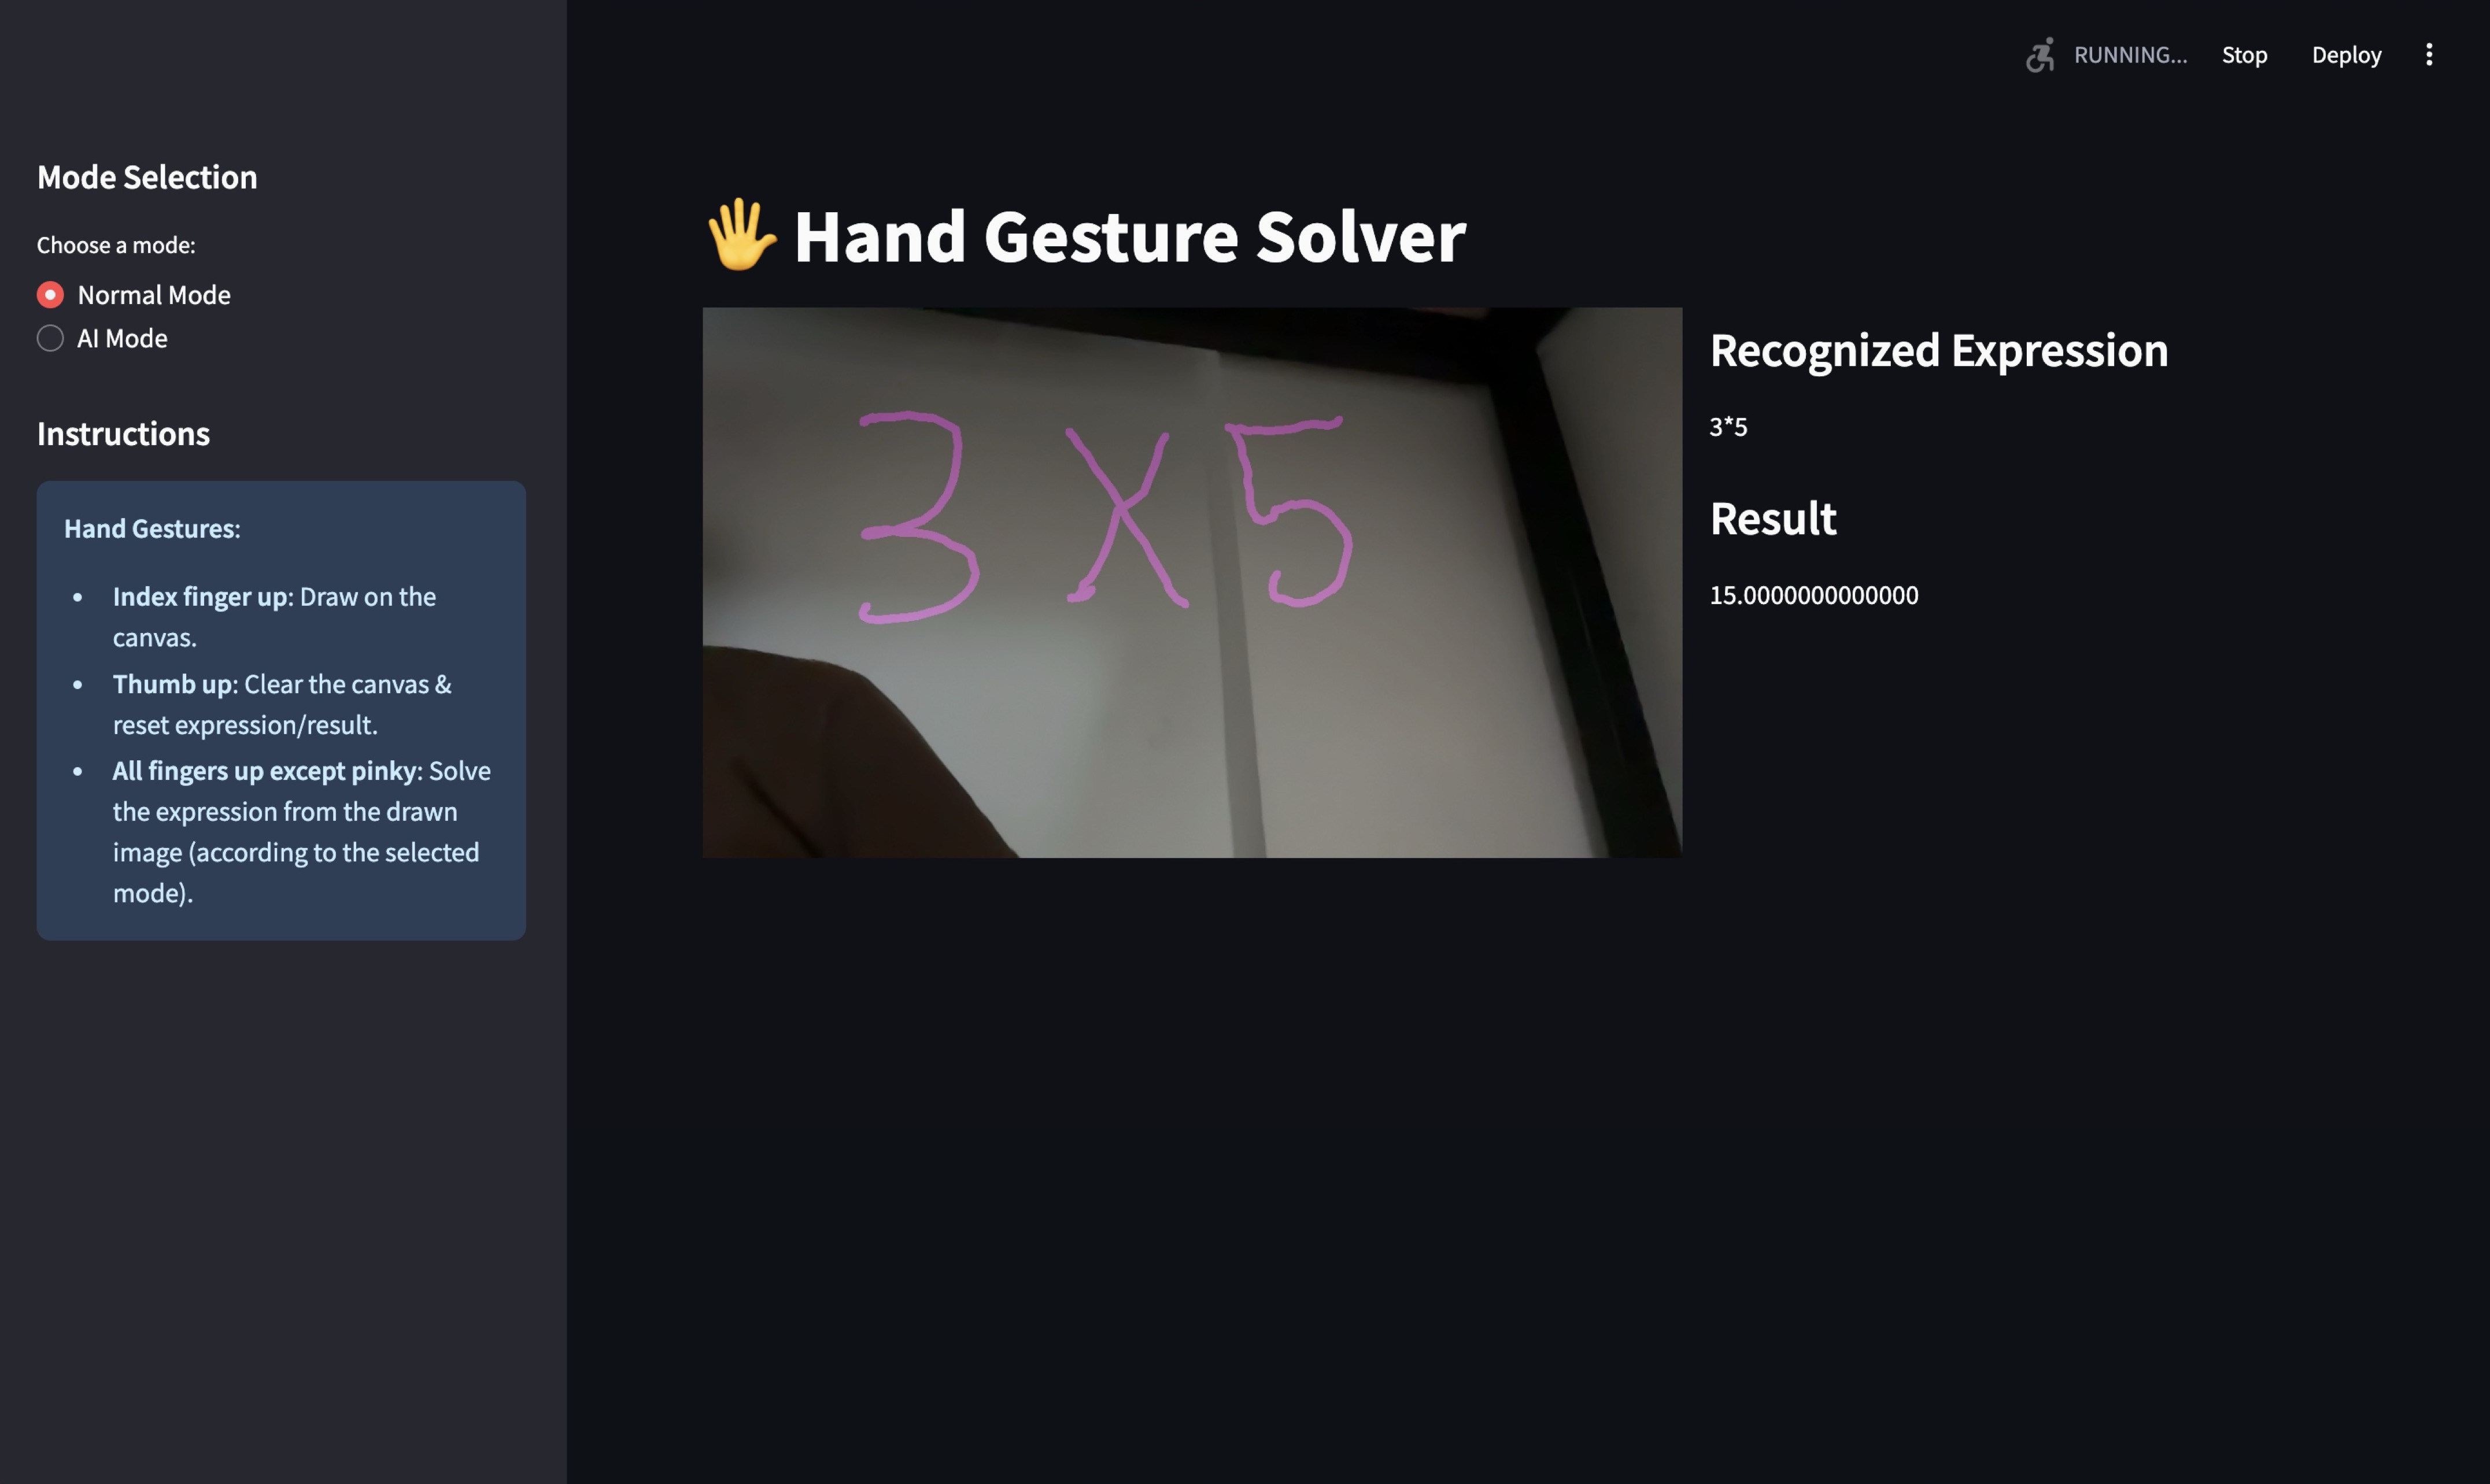 RUNNING... Stop Deploy
Mode Selection
Choose a mode:
Normal Mode
AI Mode
Instructions
Hand Gestures:
• Index finger up: Draw on the
canvas.
• Thumb up: Clear the canvas &
reset expression/result.
• All fingers up except pinky: Solve
the expression from the drawn
image (according to the selected
mode).
🖐 Hand Gesture Solver
3 X 5
Recognized Expression
3*5
Result
15.0000000000000